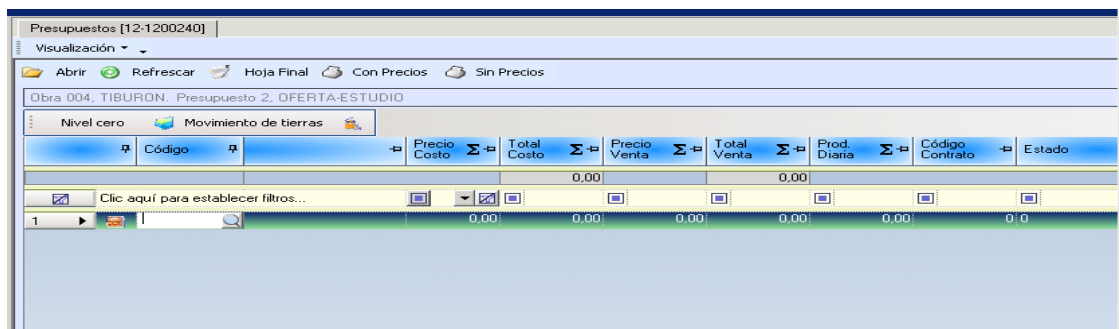 Presupuestos [12-1200240]
Visualización
Abrir Refrescar Hoja Final Con Precios Sin Precios
Obra 004, TIBURON. Presupuesto 2, OFERTA-ESTUDIO
Nivel cero Movimiento de tierras
Código Precio Costo Σ Total Costo Σ Precio Venta Σ Total Venta Σ Prod. Diaria Σ Código Contrato Estado
0,00 0,00
Clic aquí para establecer filtros...
1 0,00 0,00 0,00 0,00 0,00 0 0